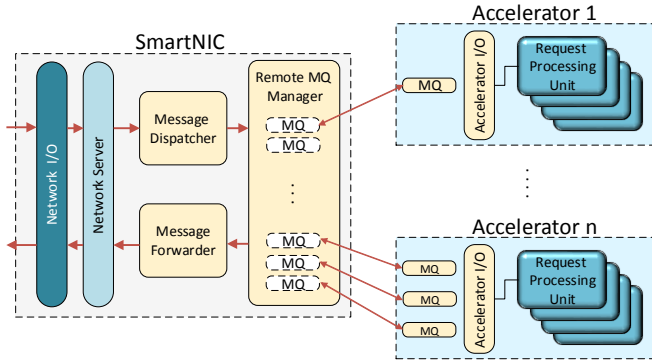 SmartNIC
Network I/O
Network Server
Message
Dispatcher
Message
Forwarder
Remote MQ
Manager
MQ
MQ
MQ
MQ
MQ
Accelerator 1
MQ
Accelerator I/O
Request
Processing
Unit
Accelerator n
MQ
MQ
MQ
Accelerator I/O
Request
Processing
Unit